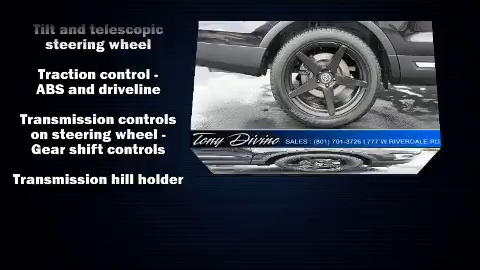 Tilt and telescopic
steering wheel
Traction control -
ABS and driveline
Transmission controls
on steering wheel -
Gear shift controls
Transmission hill holder
Tony Divino
SALES : (801) 701-3726 | 777 W RIVERDALE RD